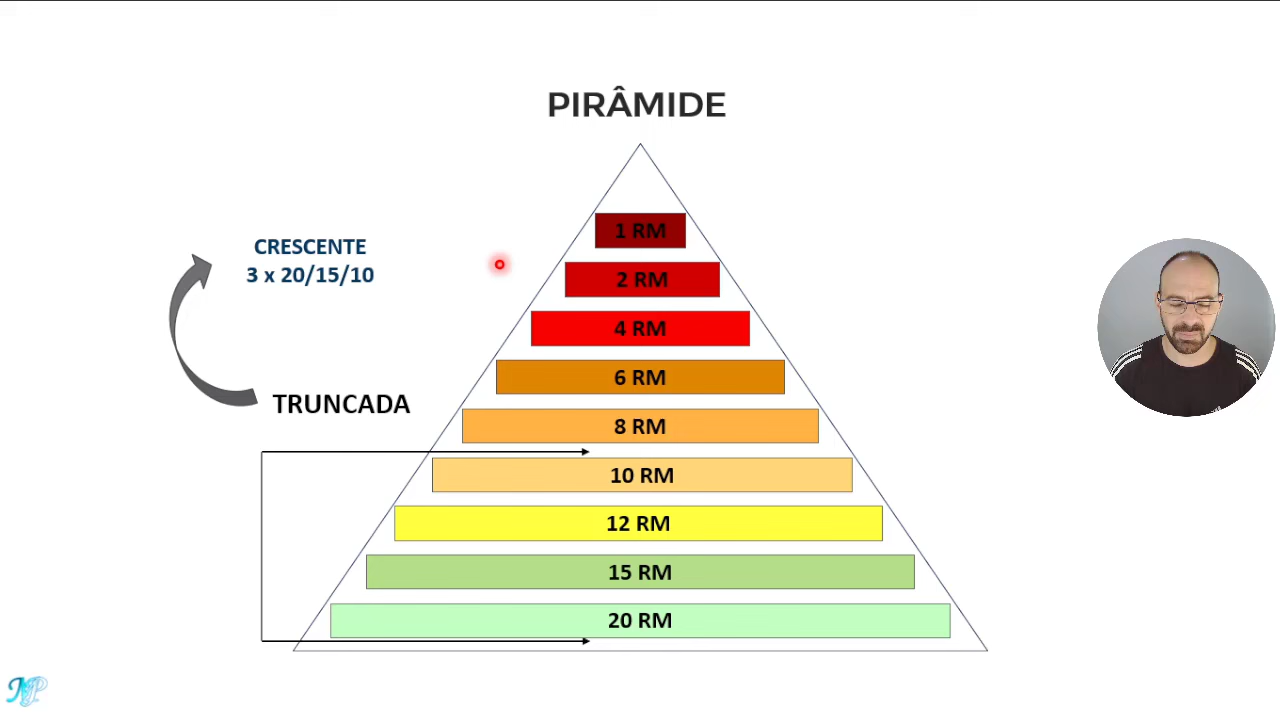 PIRÂMIDE
CRESCENTE
3 x 20/15/10
TRUNCADA
1 RM
2 RM
4 RM
6 RM
8 RM
10 RM
12 RM
15 RM
20 RM